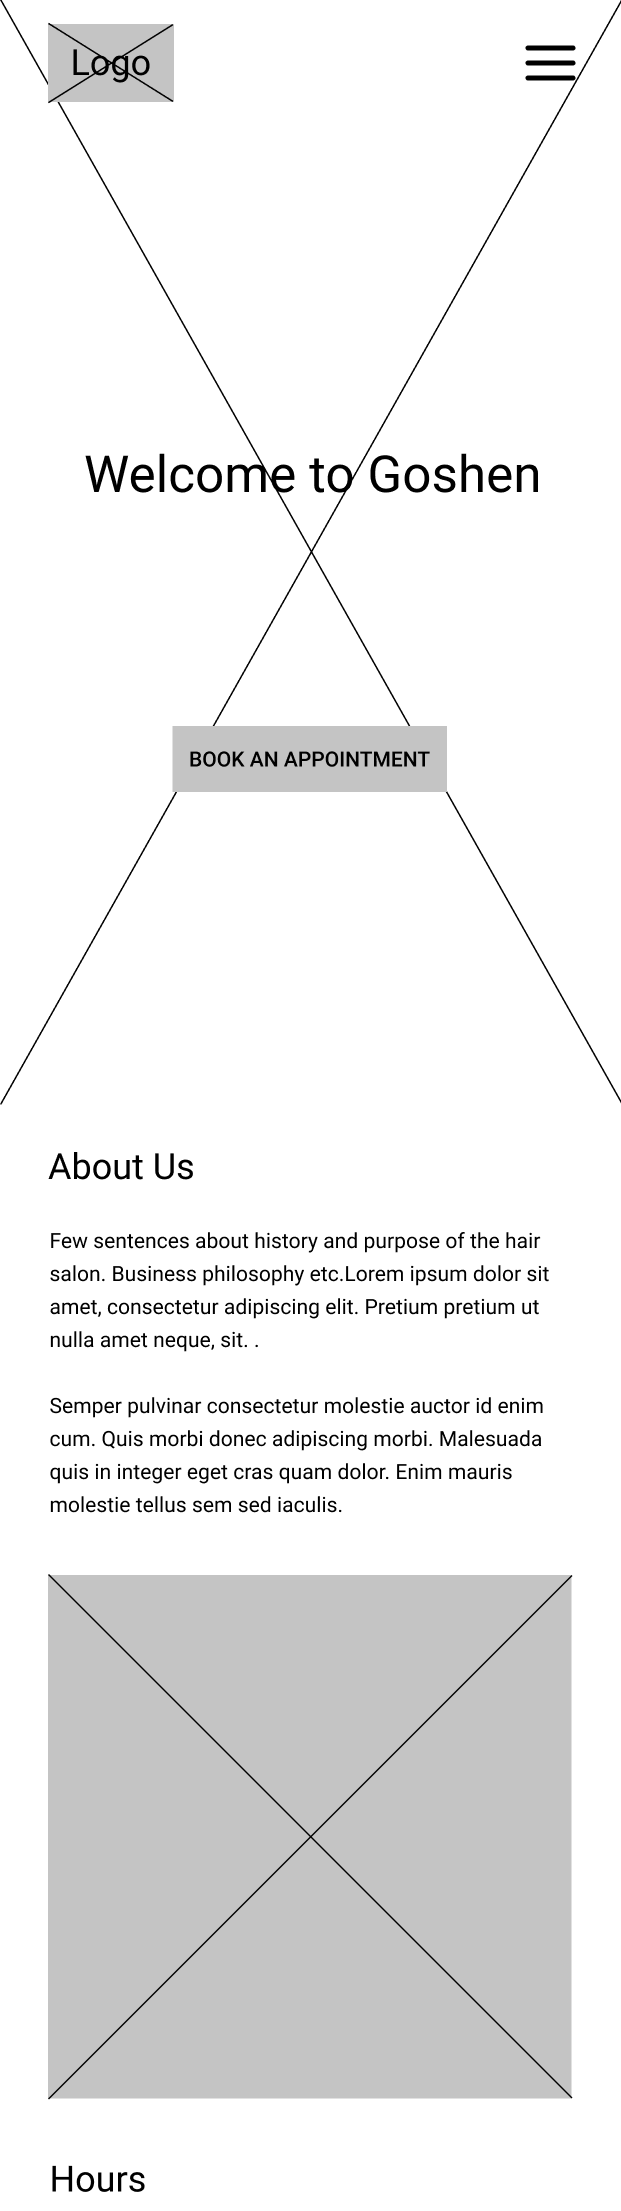 Logo
Welcome to Goshen
BOOK AN APPOINTMENT
About Us
Few sentences about history and purpose of the hair
salon. Business philosophy etc.Lorem ipsum dolor sit
amet, consectetur adipiscing elit. Pretium pretium ut
nulla amet neque, sit. .
Semper pulvinar consectetur molestie auctor id enim
cum. Quis morbi donec adipiscing morbi. Malesuada
quis in integer eget cras quam dolor. Enim mauris
molestie tellus sem sed iaculis.
Hours